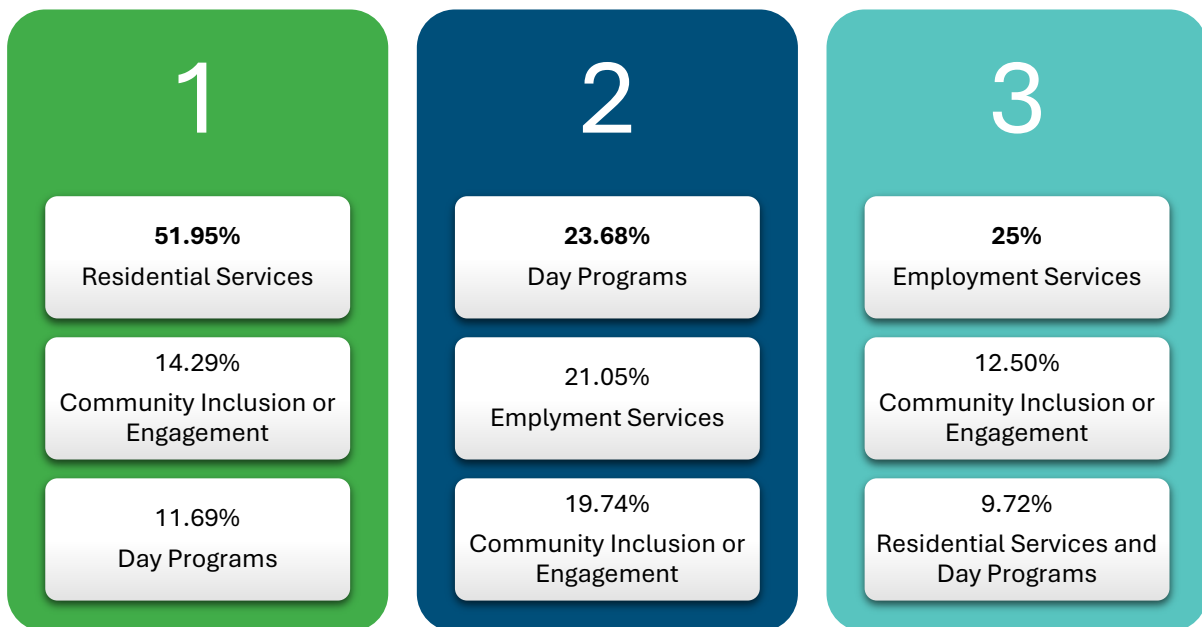 1
51.95%
Residential Services
14.29%
Community Inclusion or
Engagement
11.69%
Day Programs
2
23.68%
Day Programs
21.05%
Emplyment Services
19.74%
Community Inclusion or
Engagement
3
25%
Employment Services
12.50%
Community Inclusion or
Engagement
9.72%
Residential Services and
Day Programs